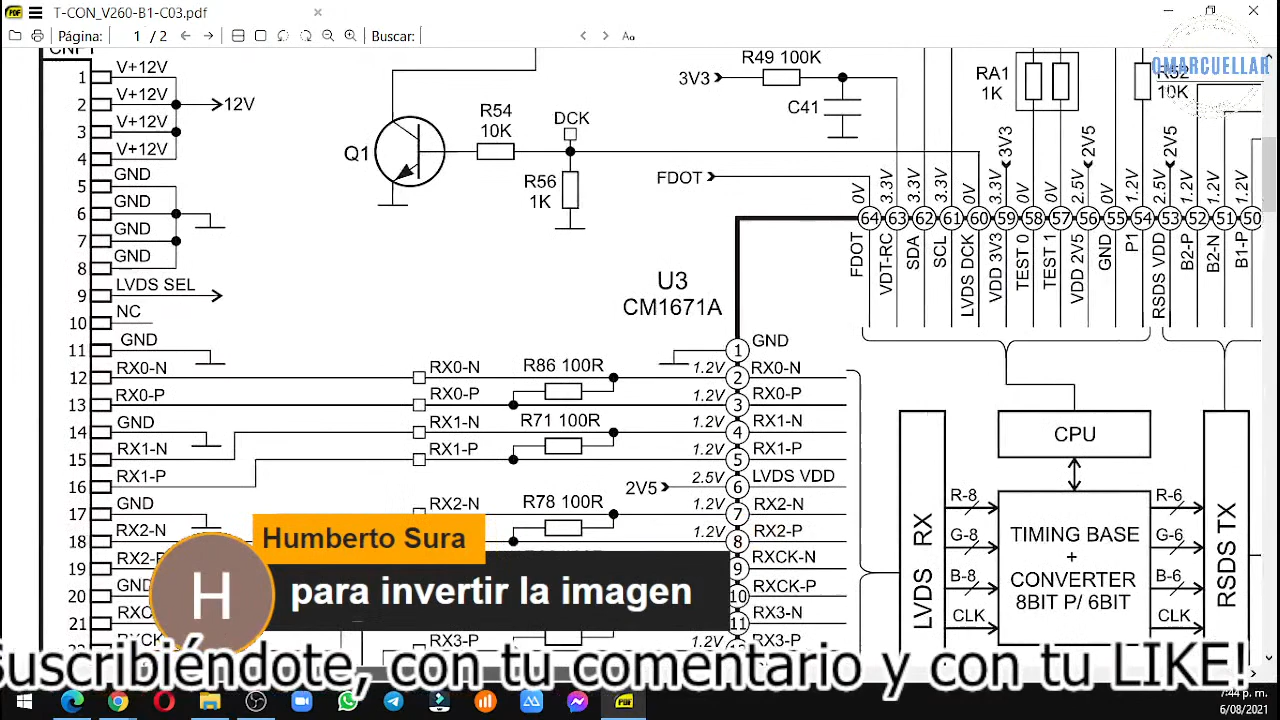 T-CON_V260-B1-C03.pdf
Página: 1 / 2 Buscar: Aa
OMARCUELLAR
1 V+12V
2 V+12V 12V
3 V+12V
4 V+12V
5 GND
6 GND
7 GND
8 GND
9 LVDS SEL
10 NC
11 GND
12 RX0-N
13 RX0-P
14 GND
15 RX1-N
16 RX1-P
17 GND
18 RX2-N
19
20
21
Q1
R54
10K
DCK
R56
1K
3V3
R49 100K
C41
FDOT
RA1
1K
3V3
2V5
R52
10K
2V5
0V 3.3V 3.3V 3.3V 0V 3.3V 0V 0V 2.5V 0V 1.2V 2.5V 1.2V 1.2V 1.2V
64 63 62 61 60 59 58 57 56 55 54 53 52 51 50
FDOT
VDT-RC
SDA
SCL
LVDS DCK
VDD 3V3
TEST 0
TEST 1
VDD 2V5
GND
P1
RSDS VDD
B2-P
B2-N
B1-P
U3
CM1671A
1 GND
RX0-N R86 100R 1.2V 2 RX0-N
RX0-P 1.2V 3 RX0-P
RX1-N R71 100R 1.2V 4 RX1-N
RX1-P 1.2V 5 RX1-P
2V5 2.5V 6 LVDS VDD
RX2-N R78 100R 1.2V 7 RX2-N
1.2V 8 RX2-P
9 RXCK-N
10 RXCK-P
11 RX3-N
RX3-P 1.2V RX3-P
LVDS RX
R-8
G-8
B-8
CLK
CPU
TIMING BASE
+
CONVERTER
8BIT P/ 6BIT
R-6
G-6
B-6
CLK
RSDS TX
Humberto Sura
H
para invertir la imagen
suscribiéndote, con tu comentario y con tu LIKE!
7:44 p. m.
6/08/2021